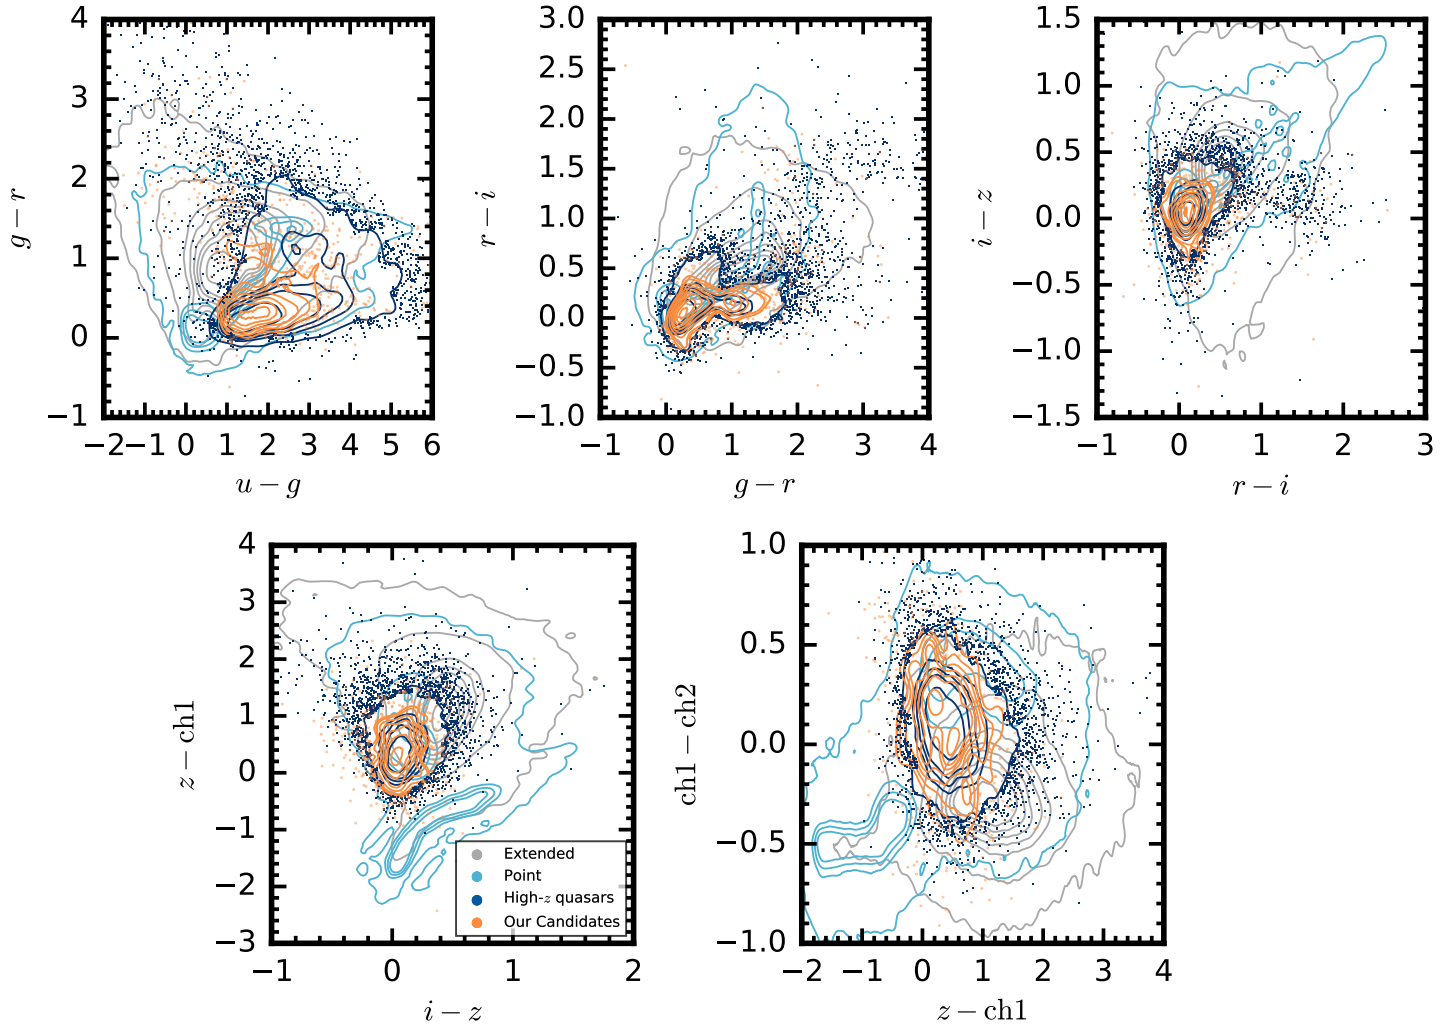 4
3
2
1
0
−1
g − r
−2 −1 0 1 2 3 4 5 6
u − g
3.0
2.5
2.0
1.5
1.0
0.5
0.0
−0.5
−1.0
r − i
−1 0 1 2 3 4
g − r
1.5
1.0
0.5
0.0
−0.5
−1.0
−1.5
i − z
−1 0 1 2 3
r − i
4
3
2
1
0
−1
−2
−3
z − ch1
Extended
Point
High-z quasars
Our Candidates
−1 0 1 2
i − z
1.0
0.5
0.0
−0.5
−1.0
ch1 − ch2
−2 −1 0 1 2 3 4
z − ch1